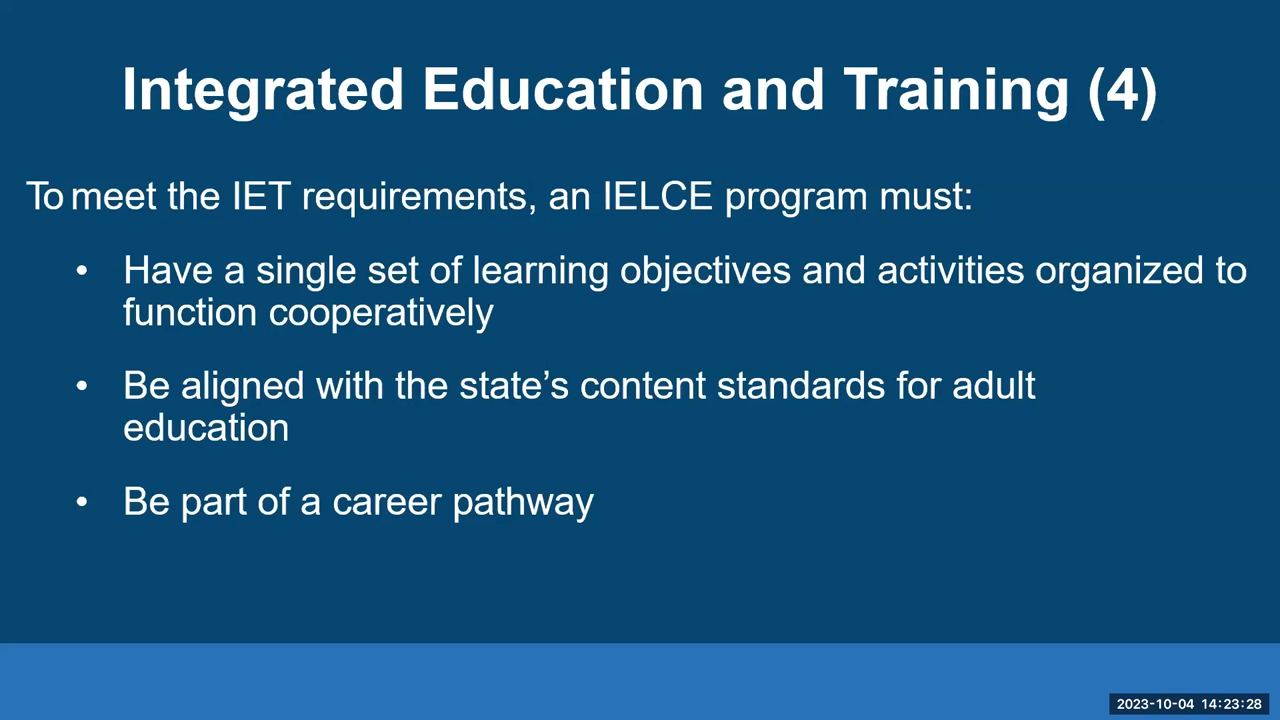 Integrated Education and Training (4)
To meet the IET requirements, an IELCE program must:
• Have a single set of learning objectives and activities organized to
function cooperatively
• Be aligned with the state’s content standards for adult
education
• Be part of a career pathway
2023-10-04 14:23:28